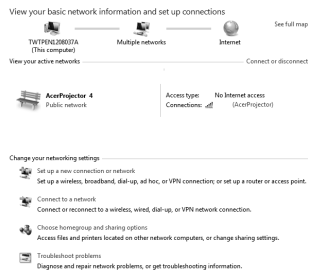 View your basic network information and set up connections
See full map
TWTPEN1208037A
(This computer)
Multiple networks
Internet
View your active networks
Connect or disconnect
AcerProjector 4
Public network
Access type: No Internet access
Connections: (AcerProjector)
Change your networking settings
Set up a new connection or network
Set up a wireless, broadband, dial-up, ad hoc, or VPN connection; or set up a router or access point.
Connect to a network
Connect or reconnect to a wireless, wired, dial-up, or VPN network connection.
Choose homegroup and sharing options
Access files and printers located on other network computers, or change sharing settings.
Troubleshoot problems
Diagnose and repair network problems, or get troubleshooting information.